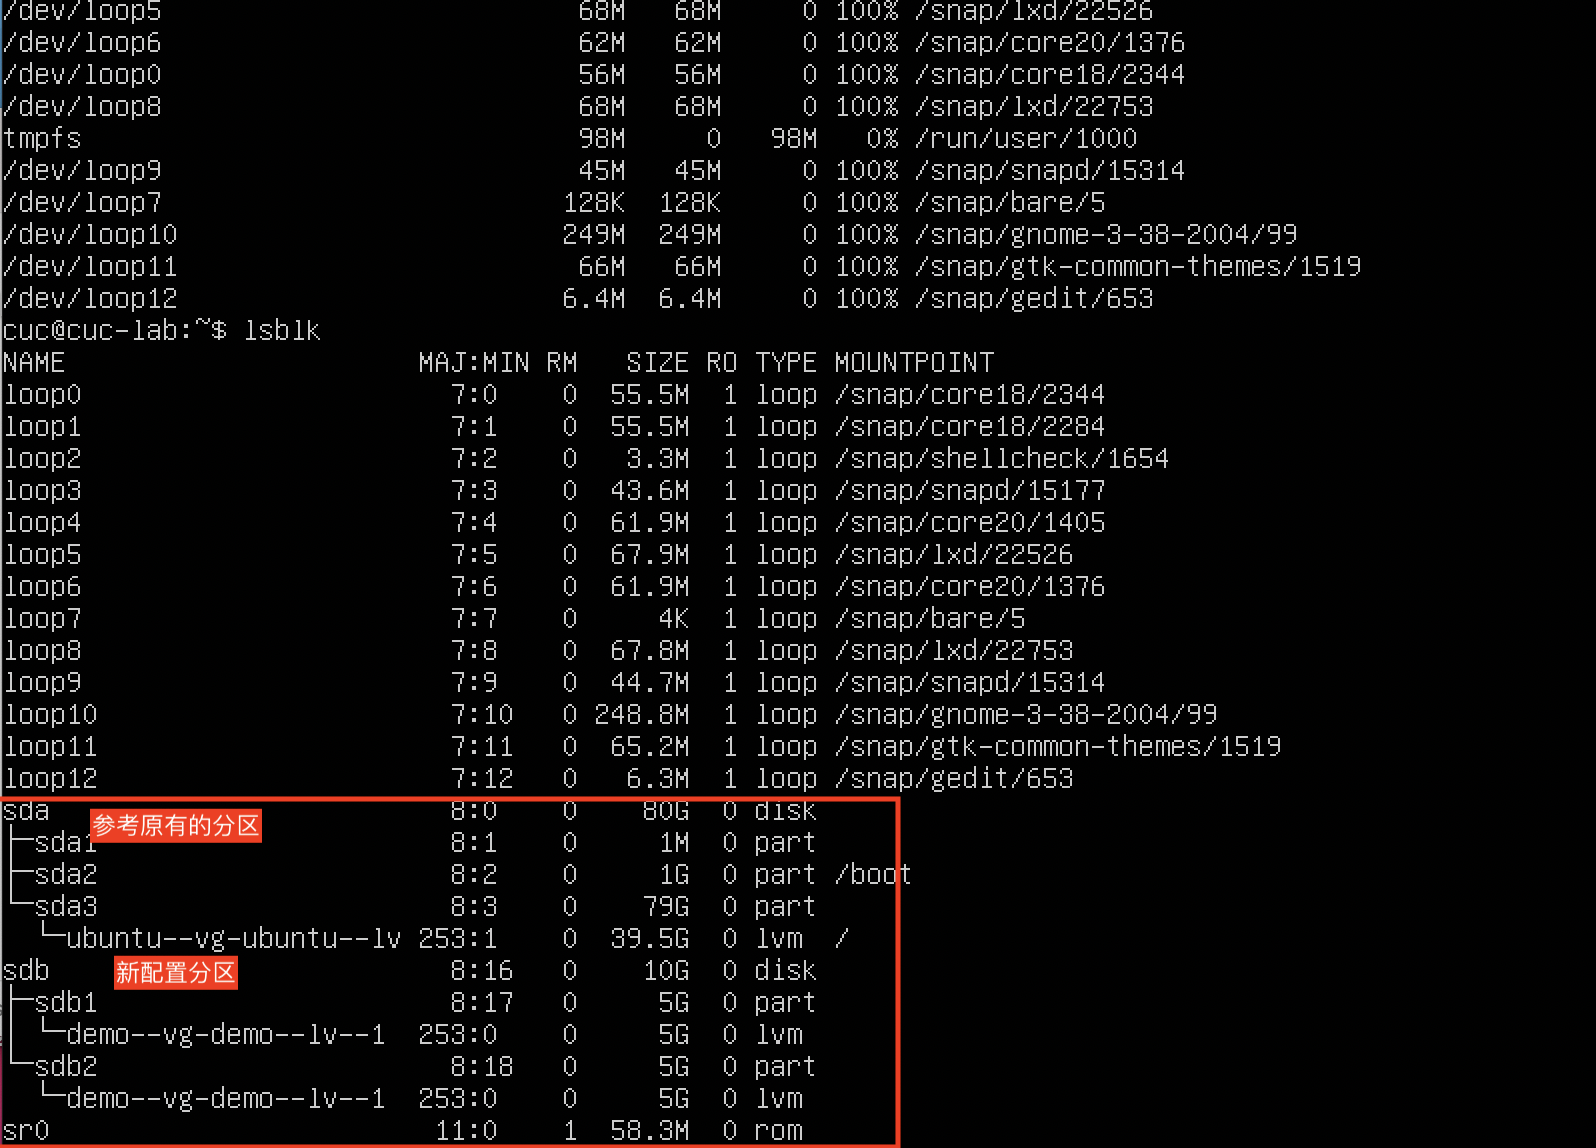 /dev/loop5                           68M   68M     0 100% /snap/lxd/22526
/dev/loop6                           62M   62M     0 100% /snap/core20/1376
/dev/loop0                           56M   56M     0 100% /snap/core18/2344
/dev/loop8                           68M   68M     0 100% /snap/lxd/22753
tmpfs                                98M     0   98M   0% /run/user/1000
/dev/loop9                           45M   45M     0 100% /snap/snapd/15314
/dev/loop7                          128K  128K     0 100% /snap/bare/5
/dev/loop10                         249M  249M     0 100% /snap/gnome-3-38-2004/99
/dev/loop11                          66M   66M     0 100% /snap/gtk-common-themes/1519
/dev/loop12                         6.4M  6.4M     0 100% /snap/gedit/653
cuc@cuc-lab:~$ lsblk
NAME                      MAJ:MIN RM   SIZE RO TYPE MOUNTPOINT
loop0                       7:0    0  55.5M  1 loop /snap/core18/2344
loop1                       7:1    0  55.5M  1 loop /snap/core18/2284
loop2                       7:2    0   3.3M  1 loop /snap/shellcheck/1654
loop3                       7:3    0  43.6M  1 loop /snap/snapd/15177
loop4                       7:4    0  61.9M  1 loop /snap/core20/1405
loop5                       7:5    0  67.9M  1 loop /snap/lxd/22526
loop6                       7:6    0  61.9M  1 loop /snap/core20/1376
loop7                       7:7    0     4K  1 loop /snap/bare/5
loop8                       7:8    0  67.8M  1 loop /snap/lxd/22753
loop9                       7:9    0  44.7M  1 loop /snap/snapd/15314
loop10                      7:10   0 248.8M  1 loop /snap/gnome-3-38-2004/99
loop11                      7:11   0  65.2M  1 loop /snap/gtk-common-themes/1519
loop12                      7:12   0   6.3M  1 loop /snap/gedit/653
sda                         8:0    0    80G  0 disk
参考原有的分区
├─sda1                      8:1    0     1M  0 part
├─sda2                      8:2    0     1G  0 part /boot
└─sda3                      8:3    0    79G  0 part
  └─ubuntu--vg-ubuntu--lv 253:1    0  39.5G  0 lvm  /
sdb                         8:16   0    10G  0 disk
新配置分区
├─sdb1                      8:17   0     5G  0 part
│ └─demo--vg-demo--lv--1  253:0    0     5G  0 lvm
└─sdb2                      8:18   0     5G  0 part
  └─demo--vg-demo--lv--1  253:0    0     5G  0 lvm
sr0                        11:0    1  58.3M  0 rom